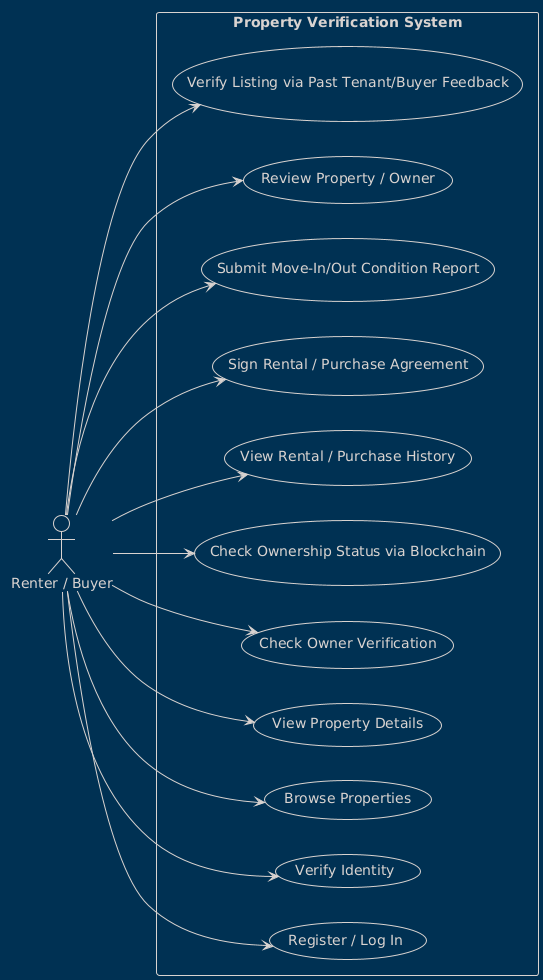 Property Verification System
Verify Listing via Past Tenant/Buyer Feedback
Review Property / Owner
Submit Move-In/Out Condition Report
Sign Rental / Purchase Agreement
View Rental / Purchase History
Check Ownership Status via Blockchain
Renter / Buyer
Check Owner Verification
View Property Details
Browse Properties
Verify Identity
Register / Log In